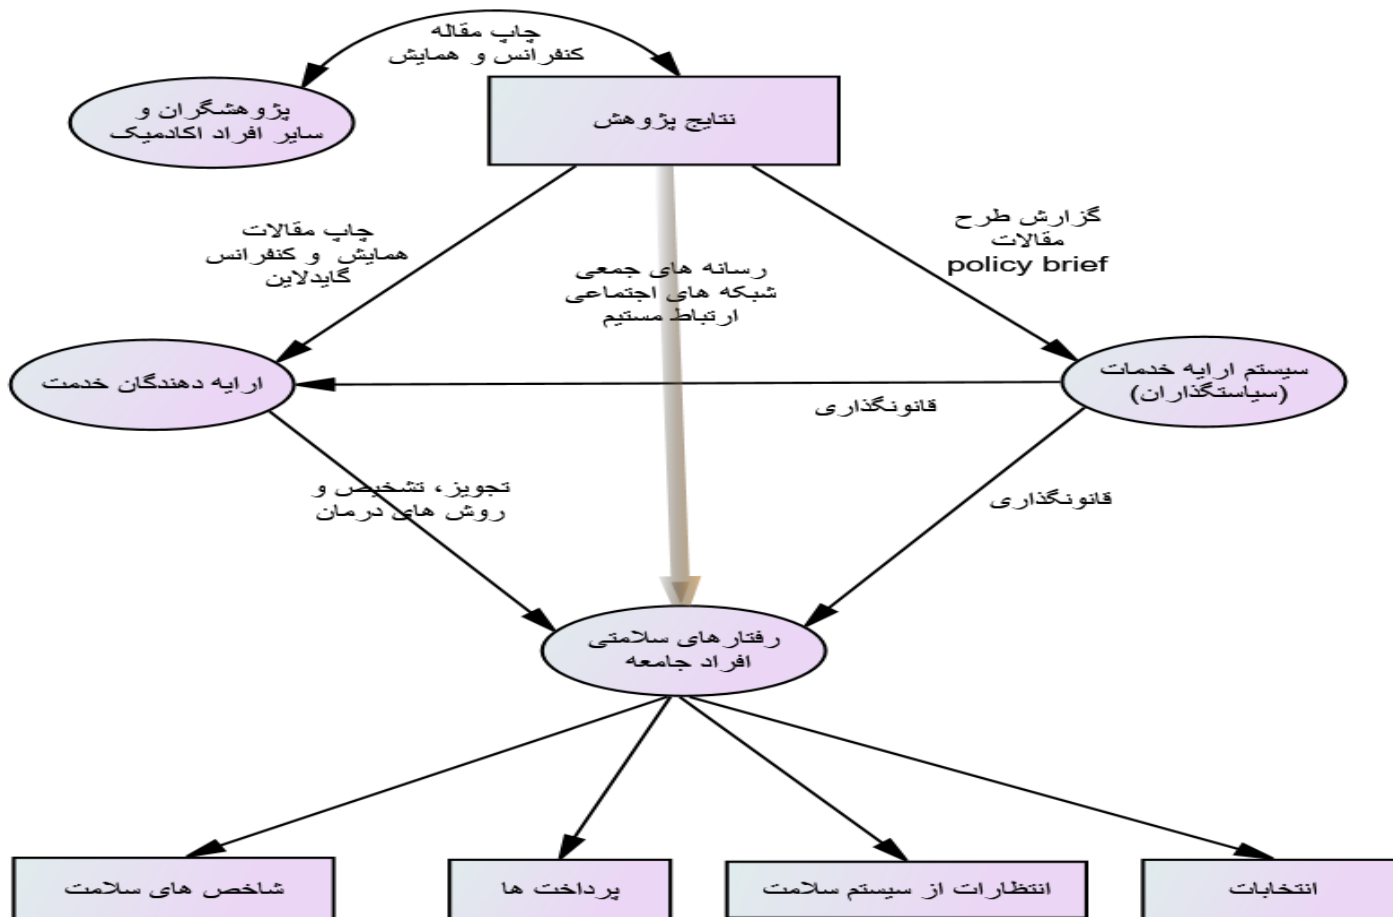 چاپ مقاله
کنفرانس و همایش
پژوهشگران و
سایر افراد اکادمیک
نتایج پژوهش
چاپ مقالات
همایش و کنفرانس
گایدلاین
رسانه های جمعی
شبکه های اجتماعی
ارتباط مستیم
گزارش طرح
مقالات
policy brief
ارایه دهندگان خدمت
سیستم ارایه خدمات
(سیاستگذاران)
قانونگذاری
تجویز، تشخیص و
روش های درمان
قانونگذاری
رفتارهای سلامتی
افراد جامعه
شاخص های سلامت
پرداخت ها
انتظارات از سیستم سلامت
انتخابات